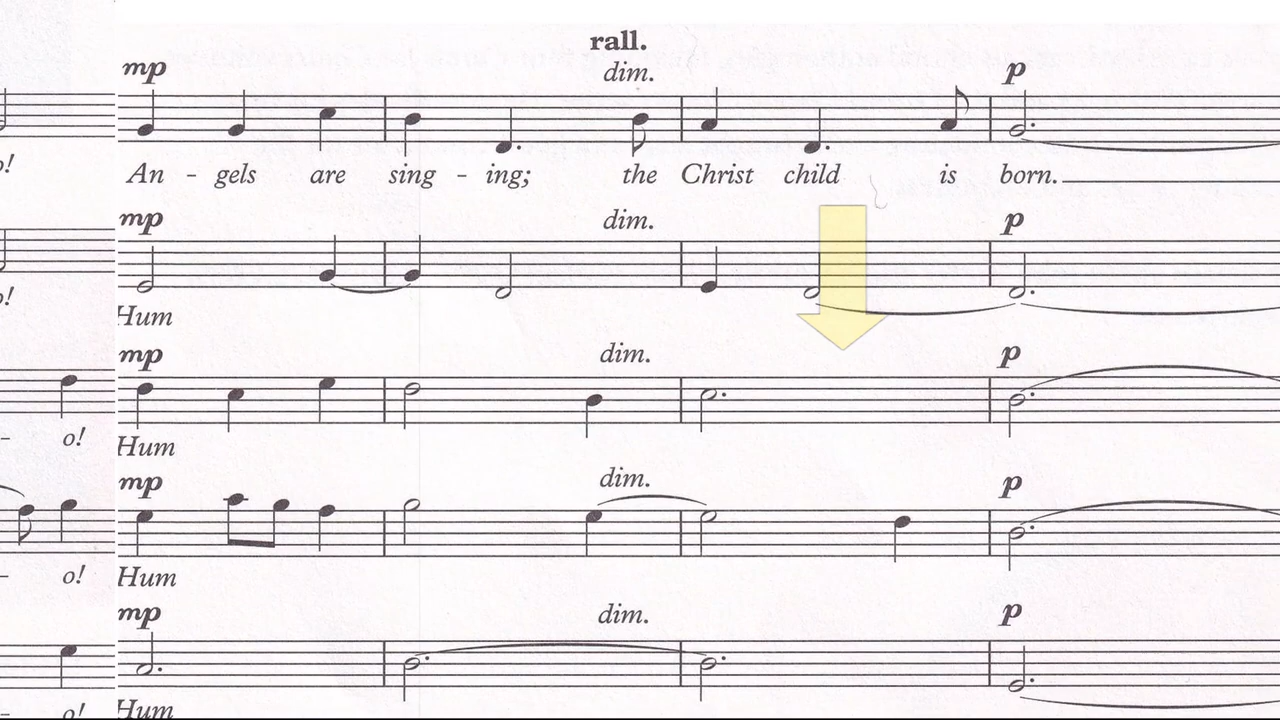 rall.
mp dim. p
o! An - gels are sing - ing; the Christ child is born.
mp dim. p
o! Hum
mp dim. p
- o! Hum
mp dim. p
- o! Hum
mp dim. p
o! Hum